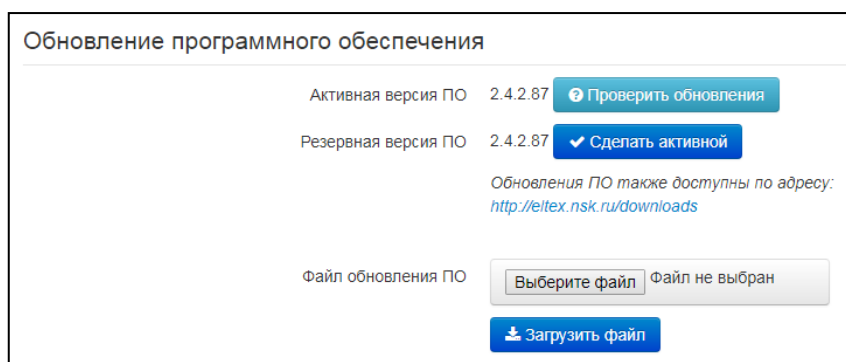 Обновление программного обеспечения
Активная версия ПО 2.4.2.87 Проверить обновления
Резервная версия ПО 2.4.2.87 Сделать активной
Обновления ПО также доступны по адресу:
http://eltex.nsk.ru/downloads
Файл обновления ПО Выберите файл Файл не выбран
Загрузить файл